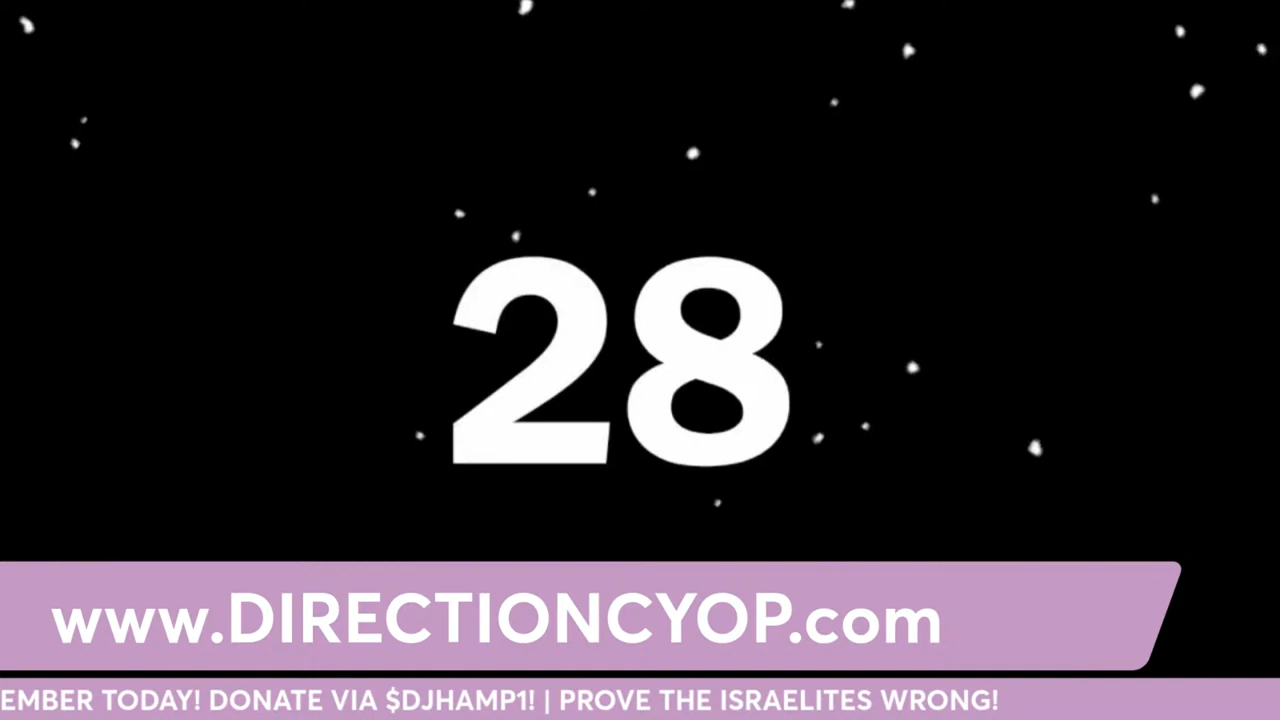 28
www.DIRECTIONCYOP.com
EMBER TODAY! DONATE VIA $DJHAMP1! | PROVE THE ISRAELITES WRONG!